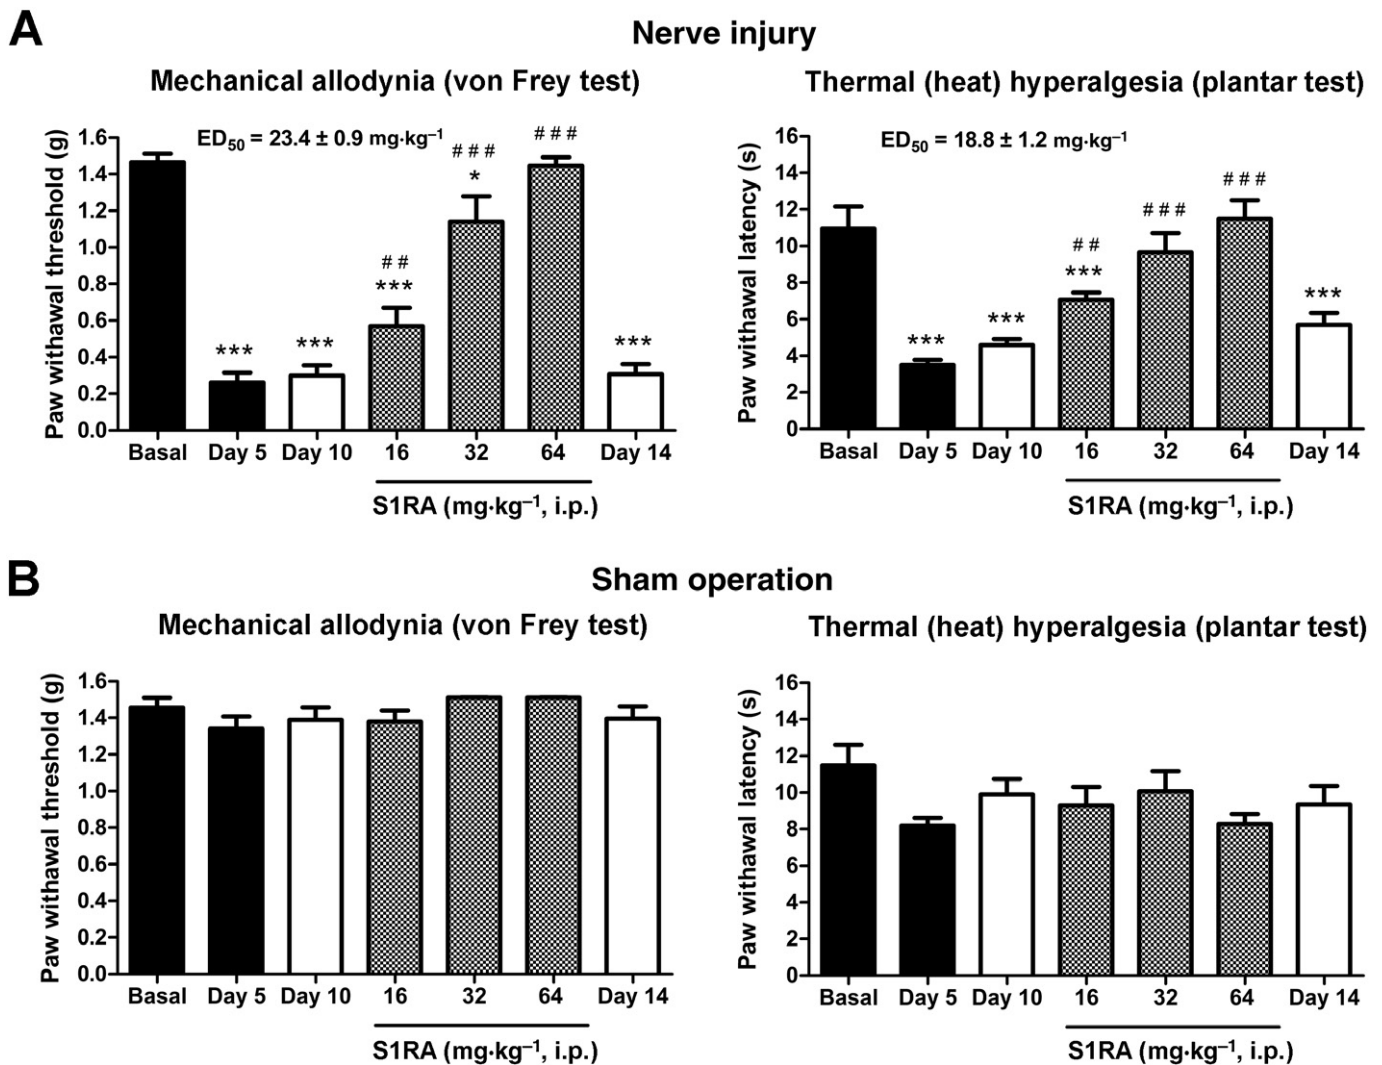 A
Nerve injury
Mechanical allodynia (von Frey test)
Paw withawal threshold (g)
1.6
1.4
1.2
1.0
0.8
0.6
0.4
0.2
0.0
ED50 = 23.4 ± 0.9 mg·kg–1
***
***
##
***
###
*
###
***
Basal
Day 5
Day 10
16
32
64
Day 14
S1RA (mg·kg–1, i.p.)
Thermal (heat) hyperalgesia (plantar test)
Paw withdrawal latency (s)
16
14
12
10
8
6
4
2
0
ED50 = 18.8 ± 1.2 mg·kg–1
***
***
##
***
###
###
***
Basal
Day 5
Day 10
16
32
64
Day 14
S1RA (mg·kg–1, i.p.)
B
Sham operation
Mechanical allodynia (von Frey test)
Paw withawal threshold (g)
1.6
1.4
1.2
1.0
0.8
0.6
0.4
0.2
0.0
Basal
Day 5
Day 10
16
32
64
Day 14
S1RA (mg·kg–1, i.p.)
Thermal (heat) hyperalgesia (plantar test)
Paw withdrawal latency (s)
16
14
12
10
8
6
4
2
0
Basal
Day 5
Day 10
16
32
64
Day 14
S1RA (mg·kg–1, i.p.)